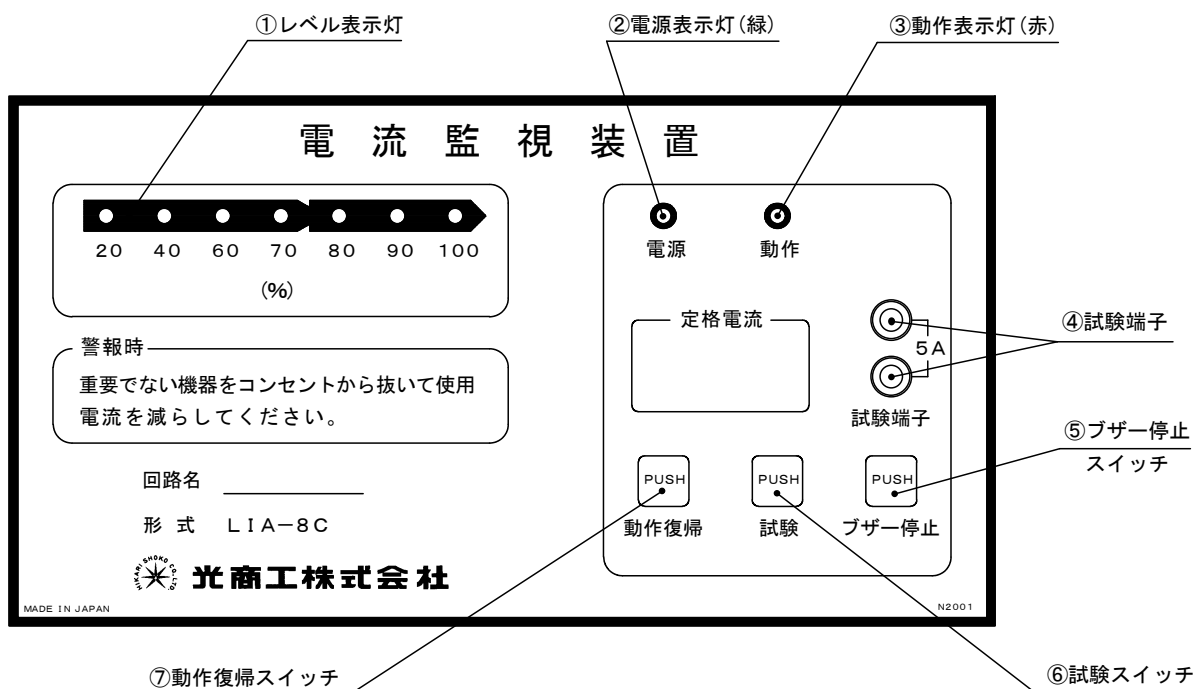 ①レベル表示灯
②電源表示灯(緑)
③動作表示灯(赤)
電流監視装置
20 40 60 70 80 90 100
(%)
電源
動作
定格電流
5A
試験端子
④試験端子
警報時
重要でない機器をコンセントから抜いて使用
電流を減らしてください。
⑤ブザー停止
スイッチ
回路名
形式 LIA-8C
PUSH
動作復帰
PUSH
試験
PUSH
ブザー停止
HIKARI SHOKO CO.,LTD.
光商工株式会社
MADE IN JAPAN
N2001
⑦動作復帰スイッチ
⑥試験スイッチ